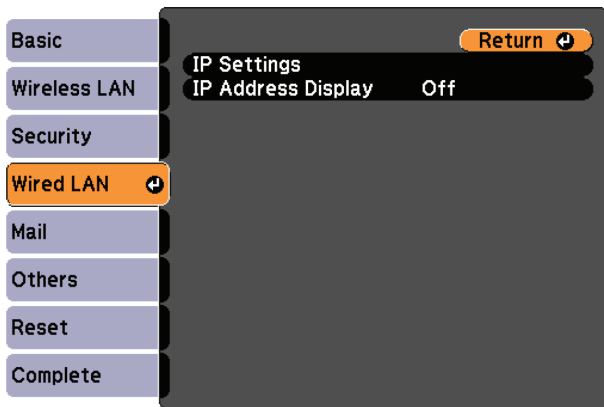 Basic
Wireless LAN
Security
Wired LAN
Mail
Others
Reset
Complete
Return
IP Settings
IP Address Display Off